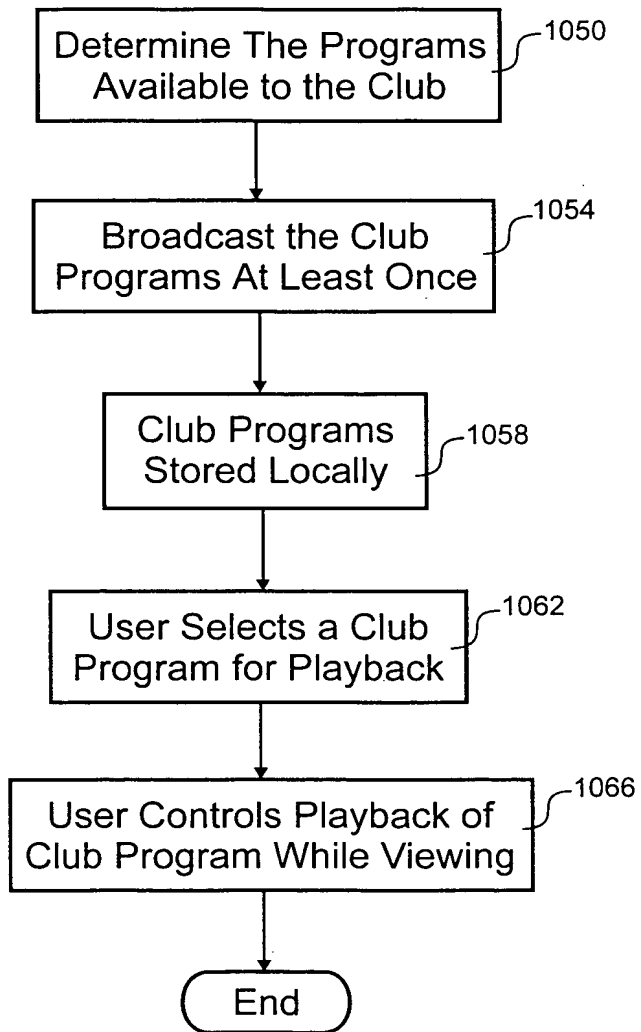 Determine The Programs
Available to the Club
1050
Broadcast the Club
Programs At Least Once
1054
Club Programs
Stored Locally
1058
User Selects a Club
Program for Playback
1062
User Controls Playback of
Club Program While Viewing
1066
End